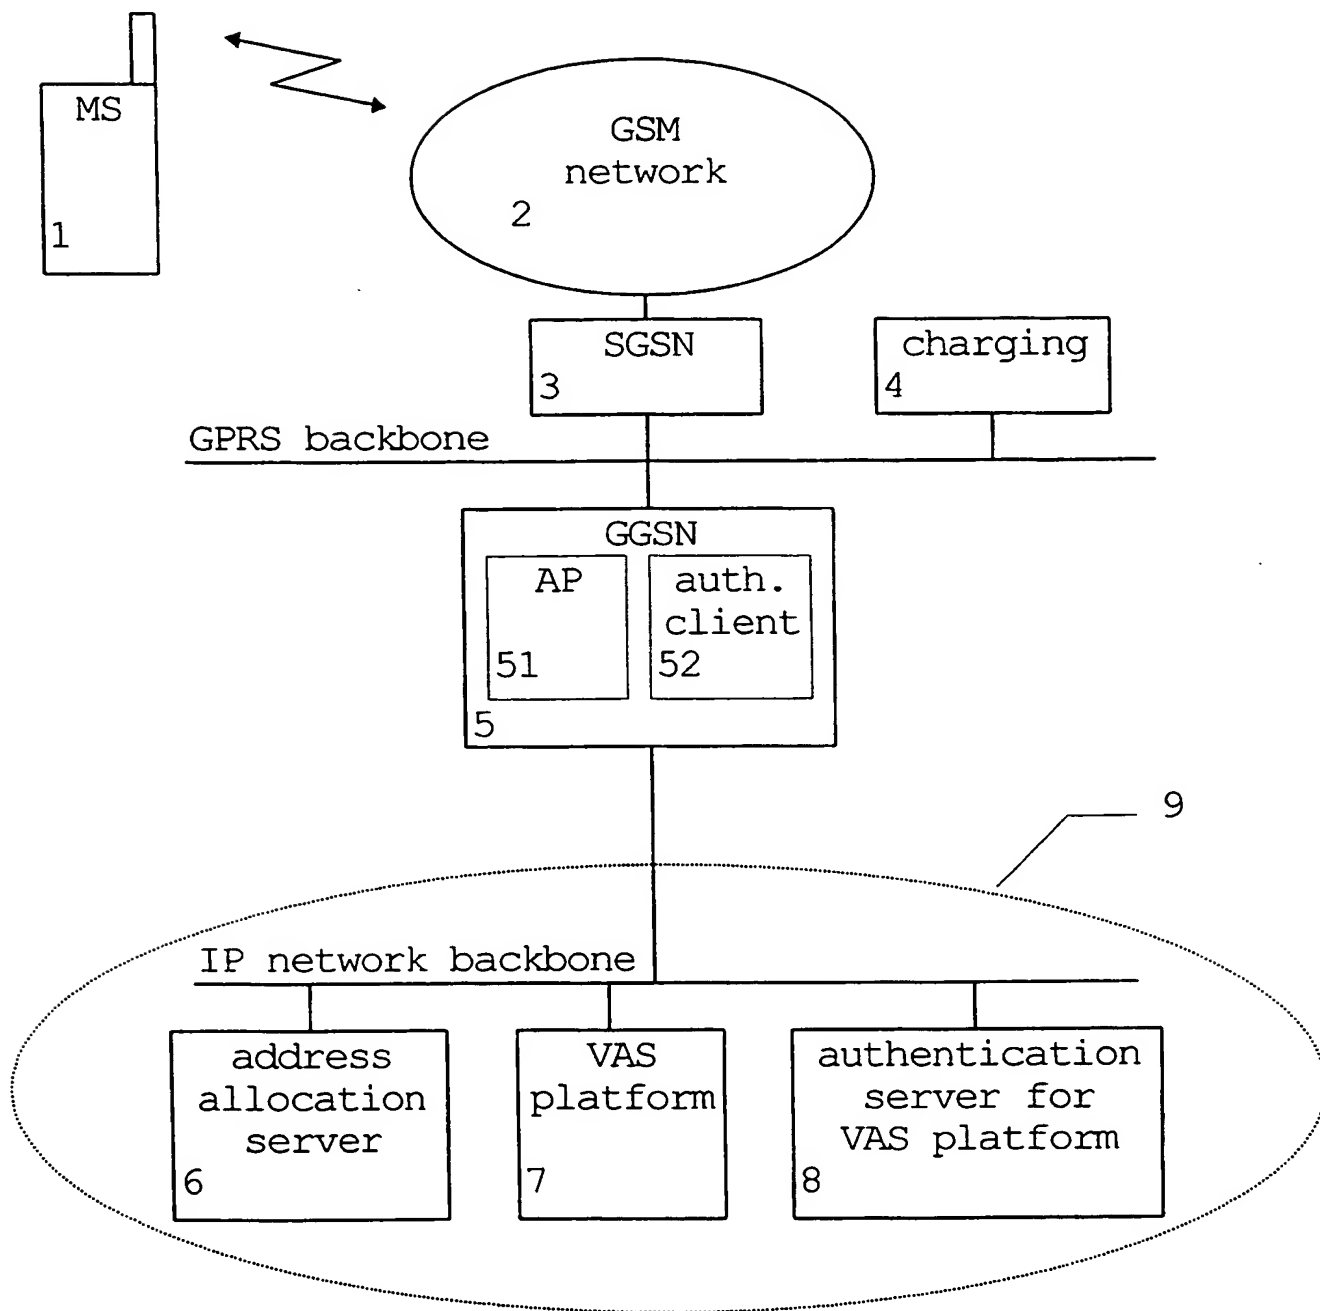 MS
1
GSM
network
2
SGSN
3
charging
4
GPRS backbone
GGSN
AP
51
auth.
client
52
5
9
IP network backbone
address
allocation
server
6
VAS
platform
7
authentication
server for
VAS platform
8